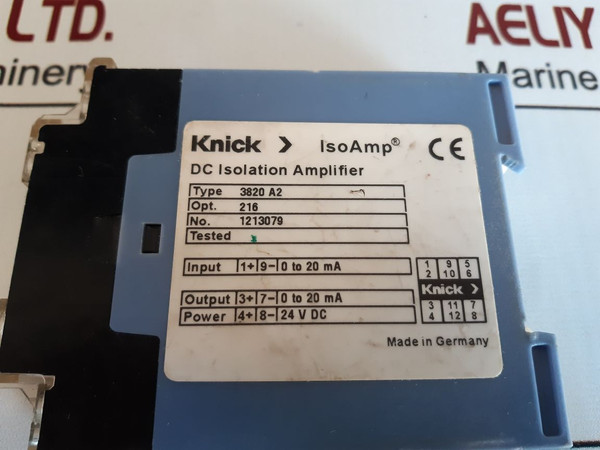 LTD.
AELIY
Marine
Knick > IsoAmp® CE
DC Isolation Amplifier
Type 3820 A2
Opt. 216
No. 1213079
Tested
Input 1+ 9- 0 to 20 mA
Output 3+ 7- 0 to 20 mA
Power 4+ 8- 24 V DC
1 9 5
2 10 6
Knick >
3 11 7
4 12 8
Made in Germany